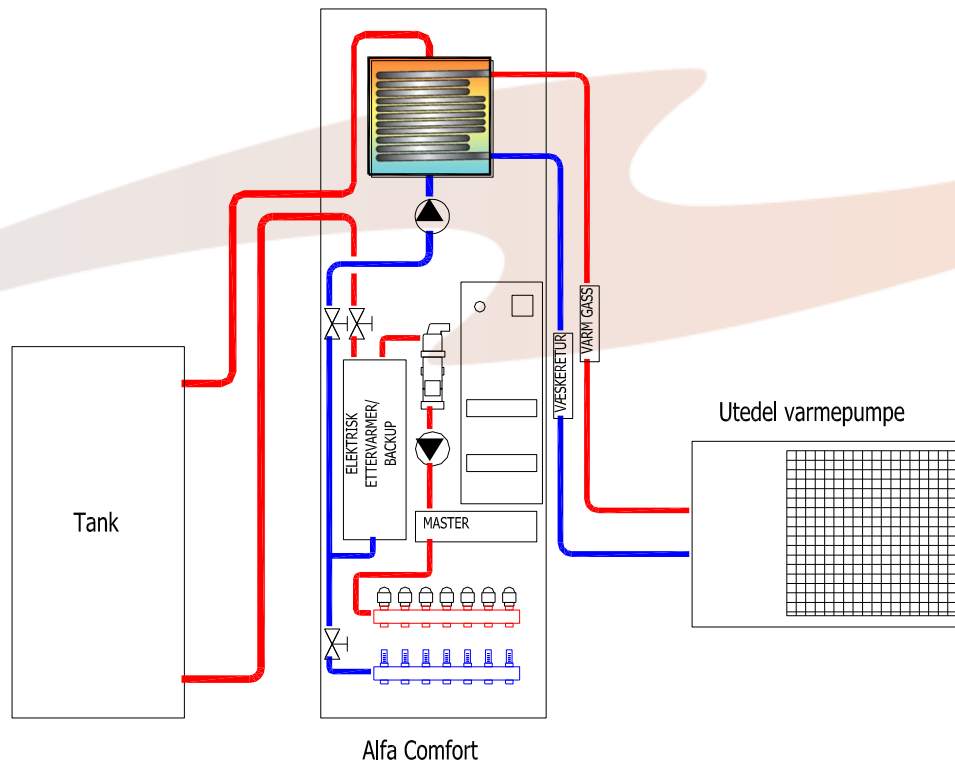 VARM GASS
VÆSKERETUR
Utedel varmepumpe
ELEKTRISK
ETTERVARMER/
BACKUP
Tank
MASTER
Alfa Comfort